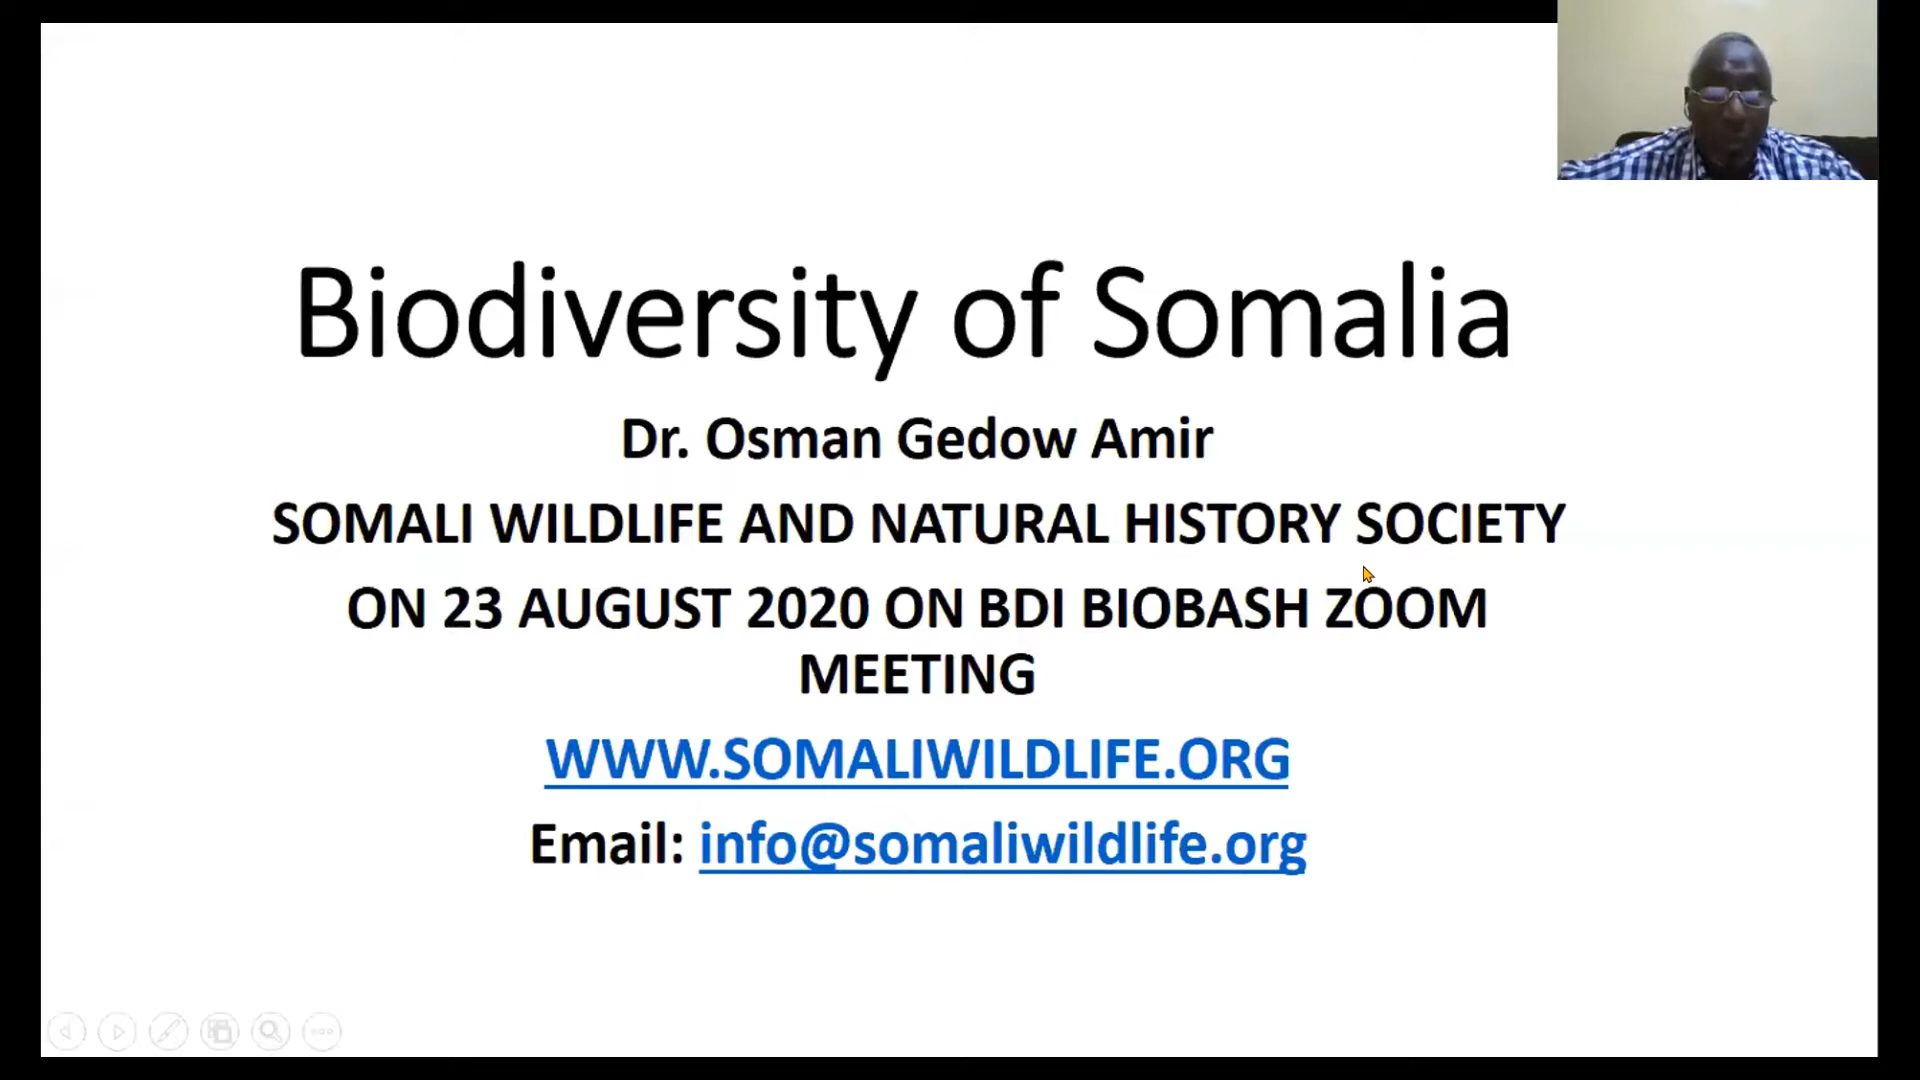 Biodiversity of Somalia
Dr. Osman Gedow Amir
SOMALI WILDLIFE AND NATURAL HISTORY SOCIETY
ON 23 AUGUST 2020 ON BDI BIOBASH ZOOM
MEETING
WWW.SOMALIWILDLIFE.ORG
Email: info@somaliwildlife.org